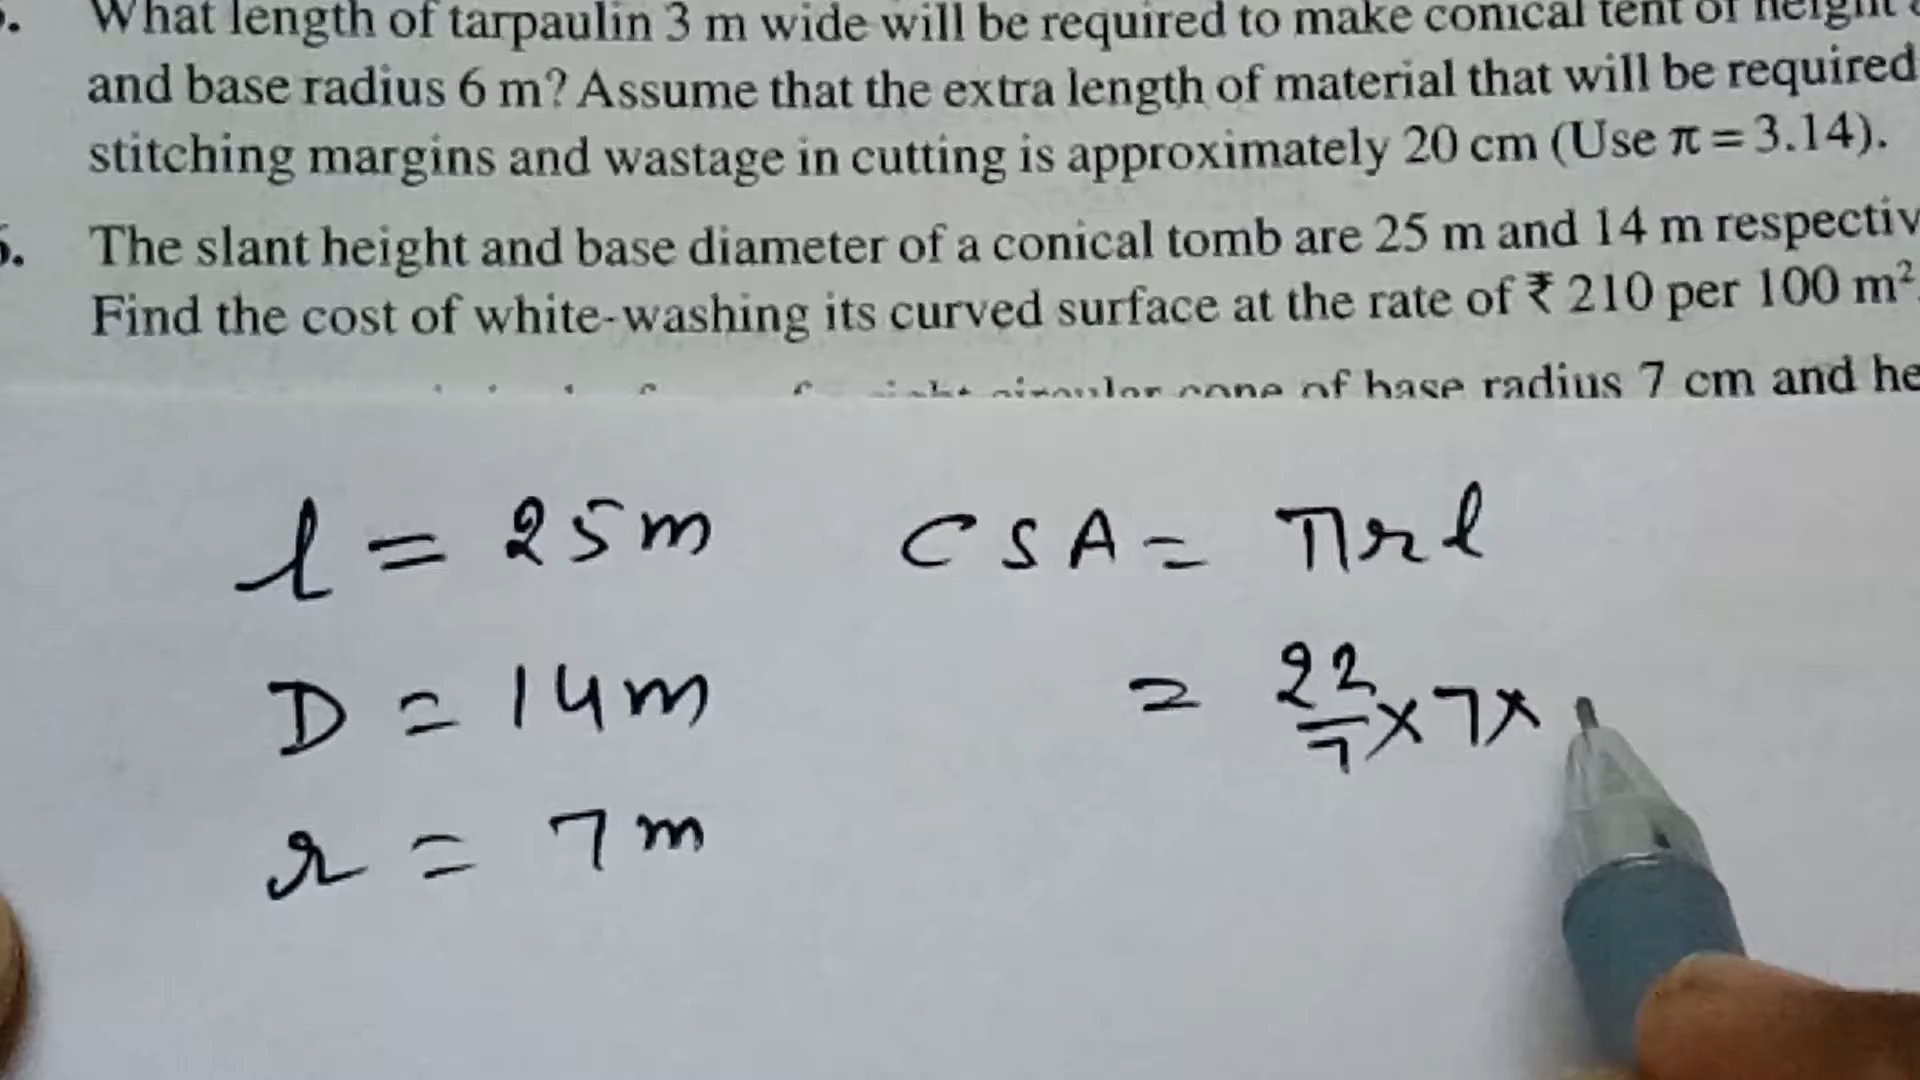 . What length of tarpaulin 3 m wide will be required to make conical tent of height
and base radius 6 m? Assume that the extra length of material that will be required
stitching margins and wastage in cutting is approximately 20 cm (Use π = 3.14).
. The slant height and base diameter of a conical tomb are 25 m and 14 m respectiv
Find the cost of white-washing its curved surface at the rate of ₹ 210 per 100 m².
circular cone of base radius 7 cm and he
l = 25m
D = 14m
r = 7m
CSA = πrl
= 22/7 × 7 ×